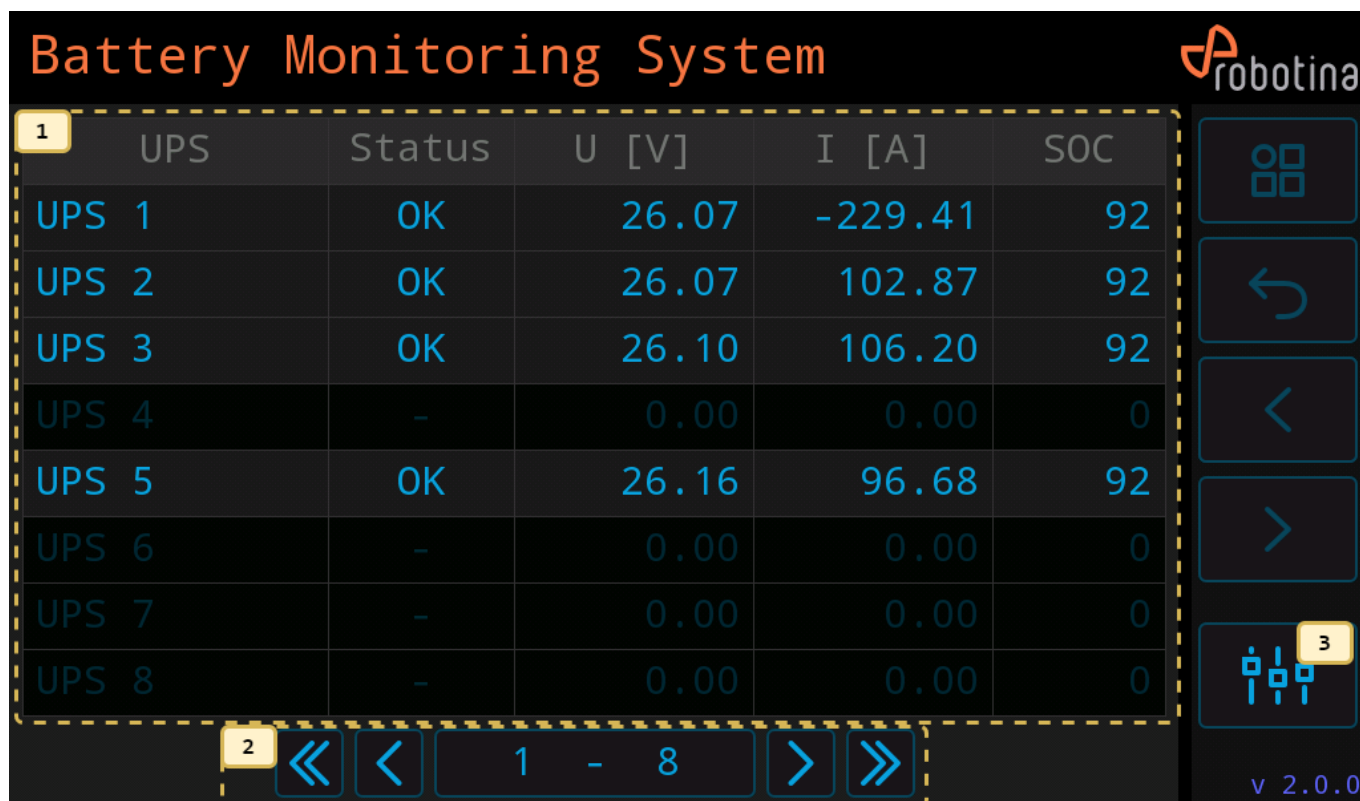 Battery Monitoring System
robotina
1
UPS Status U [V] I [A] SOC
UPS 1 OK 26.07 -229.41 92
UPS 2 OK 26.07 102.87 92
UPS 3 OK 26.10 106.20 92
UPS 4 - 0.00 0.00 0
UPS 5 OK 26.16 96.68 92
UPS 6 - 0.00 0.00 0
UPS 7 - 0.00 0.00 0
3
UPS 8 - 0.00 0.00 0
2
1 - 8
v 2.0.0